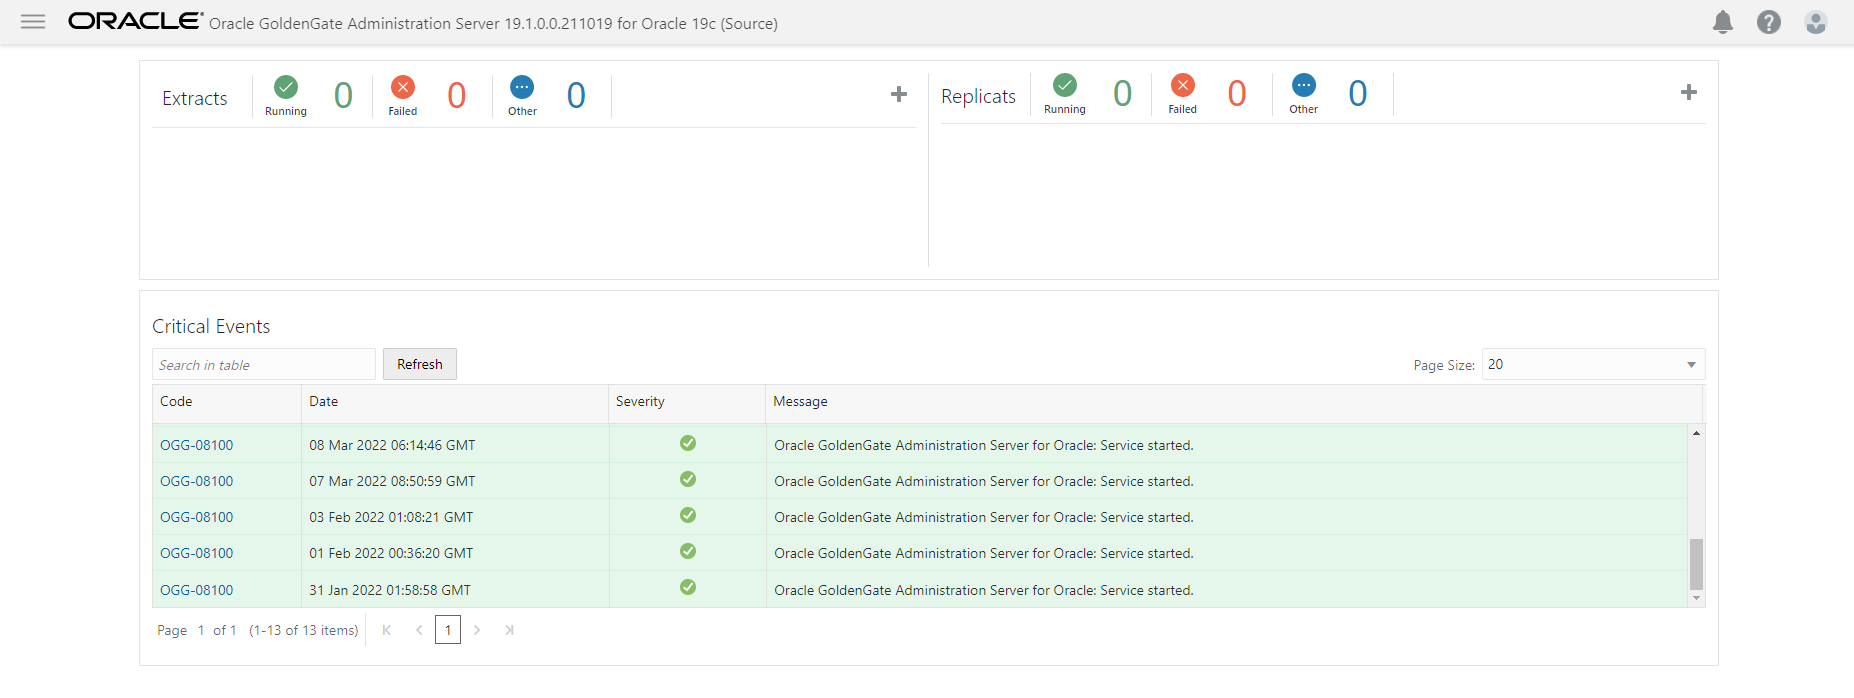 ORACLE Oracle GoldenGate Administration Server 19.1.0.0.211019 for Oracle 19c (Source)
Extracts Running 0 Failed 0 Other 0
Replicats Running 0 Failed 0 Other 0
Critical Events
Search in table Refresh Page Size: 20
Code Date Severity Message
OGG-08100 08 Mar 2022 06:14:46 GMT Oracle GoldenGate Administration Server for Oracle: Service started.
OGG-08100 07 Mar 2022 08:50:59 GMT Oracle GoldenGate Administration Server for Oracle: Service started.
OGG-08100 03 Feb 2022 01:08:21 GMT Oracle GoldenGate Administration Server for Oracle: Service started.
OGG-08100 01 Feb 2022 00:36:20 GMT Oracle GoldenGate Administration Server for Oracle: Service started.
OGG-08100 31 Jan 2022 01:58:58 GMT Oracle GoldenGate Administration Server for Oracle: Service started.
Page 1 of 1 (1-13 of 13 items) 1